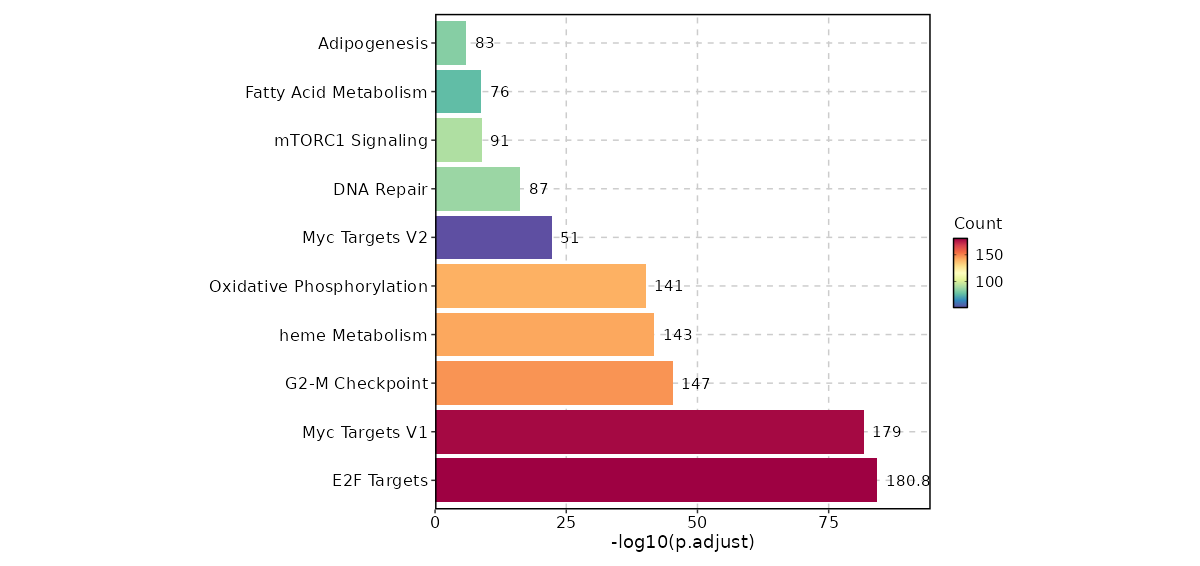 Adipogenesis 83
Fatty Acid Metabolism 76
mTORC1 Signaling 91
DNA Repair 87
Myc Targets V2 51
Oxidative Phosphorylation 141
heme Metabolism 143
G2-M Checkpoint 147
Myc Targets V1 179
E2F Targets 180.8
0 25 50 75
-log10(p.adjust)
Count
150
100